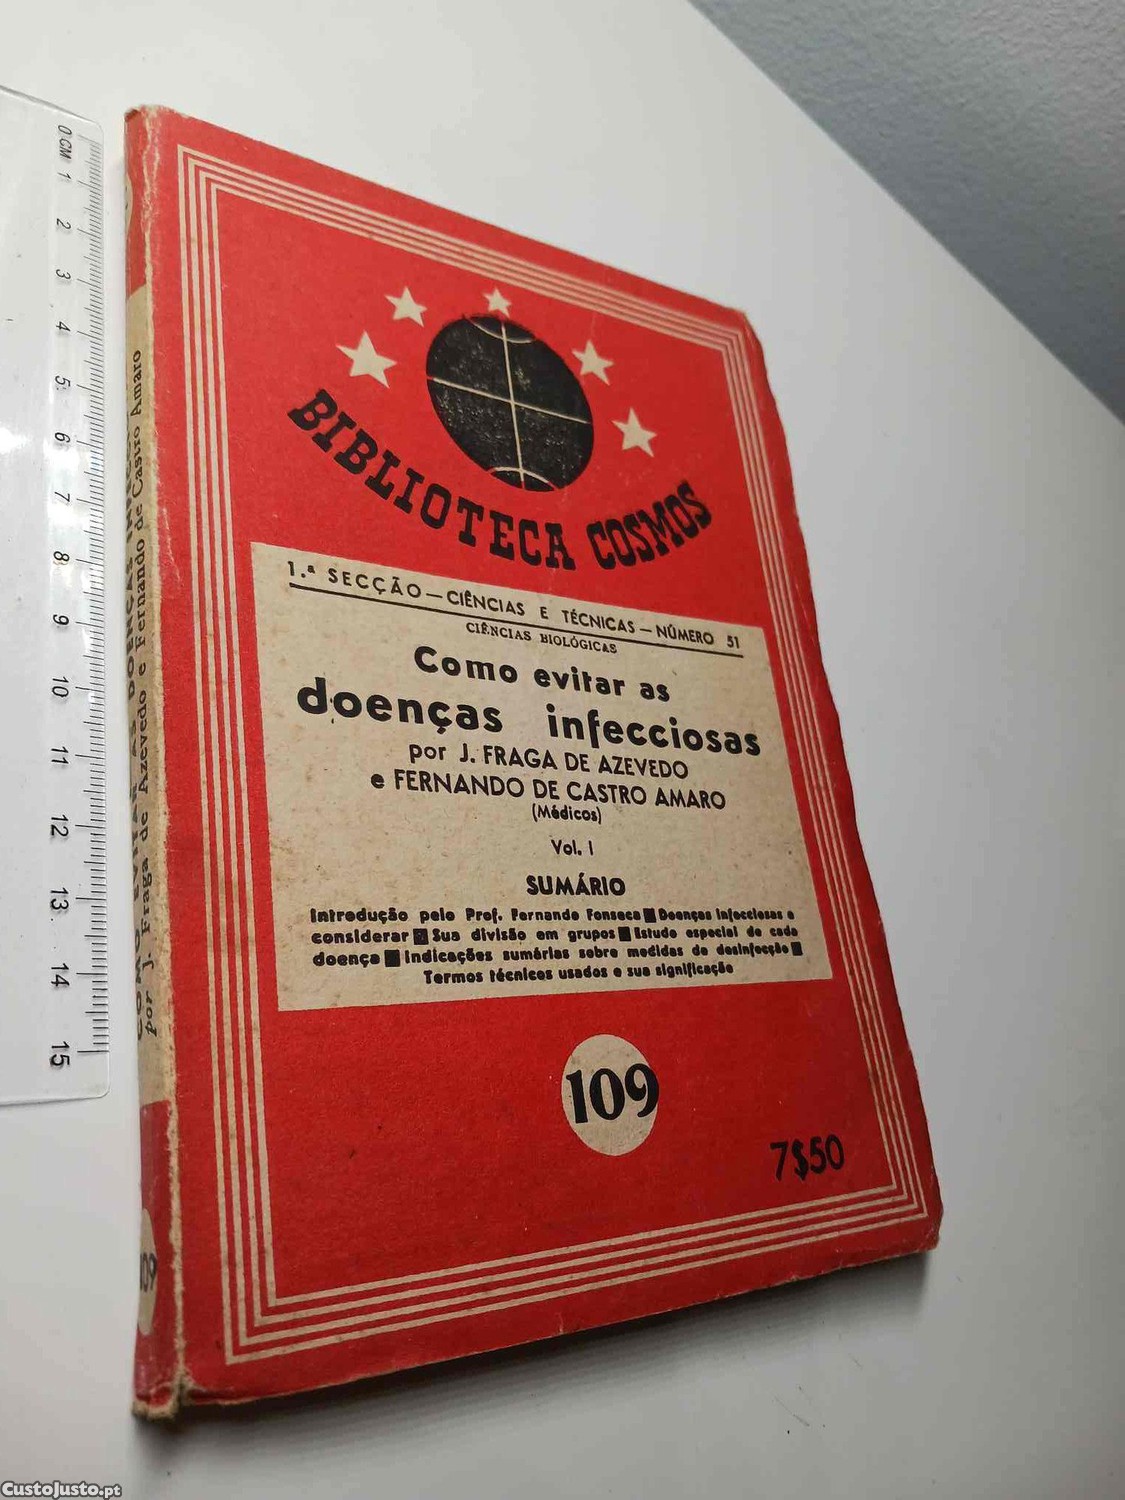 BIBLIOTECA COSMOS
1.ª SECÇÃO — CIÊNCIAS E TÉCNICAS — NÚMERO 51
CIÊNCIAS BIOLÓGICAS
Como evitar as
doenças infecciosas
por J. FRAGA DE AZEVEDO
e FERNANDO DE CASTRO AMARO
(Médicos)
Vol. I
SUMÁRIO
Introdução pelo Prof. Fernando Fonseca ■ Doenças infecciosas a
considerar ■ Sua divisão em grupos ■ Estudo especial de cada
doença ■ Indicações sumárias sobre medidas de desinfecção ■
Termos técnicos usados e sua significação
109
7$50
COMO EVITAR AS DOENÇAS
por J. Fraga de Azevedo e Fernando de Castro Amaro
109
0 CM 1 2 3 4 5 6 7 8 9 10 11 12 13 14 15
CustoJusto.pt